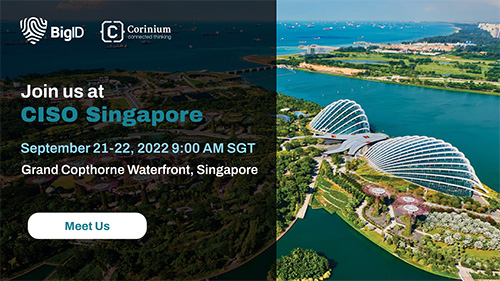 BigID
Corinium
connected thinking
Join us at
CISO Singapore
September 21-22, 2022 9:00 AM SGT
Grand Copthorne Waterfront, Singapore
Meet Us